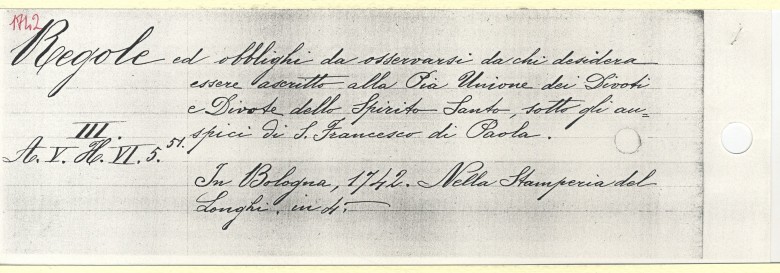 1742
Regole ed obblighi da osservarsi da chi desidera
essere ascritto alla Pia Unione dei Divoti
e Divote dello Spirito Santo, sotto gli au=
spici di S. Francesco di Paola.
III.
A. V. H. VI. 5. 51.
In Bologna, 1742. Nella Stamperia del
Longhi. in 4.